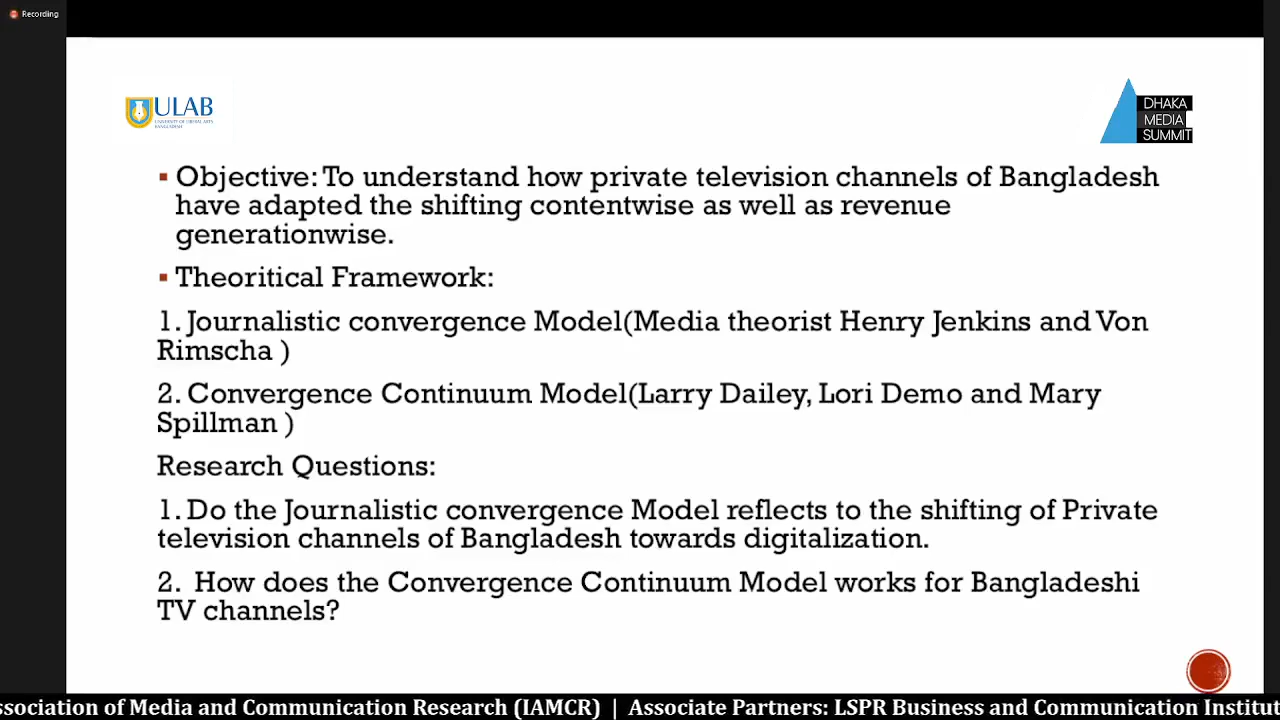 Recording
ULAB
UNIVERSITY OF LIBERAL ARTS
BANGLADESH
DHAKA
MEDIA
SUMMIT
▪ Objective: To understand how private television channels of Bangladesh
have adapted the shifting contentwise as well as revenue
generationwise.
▪ Theoritical Framework:
1. Journalistic convergence Model(Media theorist Henry Jenkins and Von
Rimscha )
2. Convergence Continuum Model(Larry Dailey, Lori Demo and Mary
Spillman )
Research Questions:
1. Do the Journalistic convergence Model reflects to the shifting of Private
television channels of Bangladesh towards digitalization.
2. How does the Convergence Continuum Model works for Bangladeshi
TV channels?
ssociation of Media and Communication Research (IAMCR) | Associate Partners: LSPR Business and Communication Institut